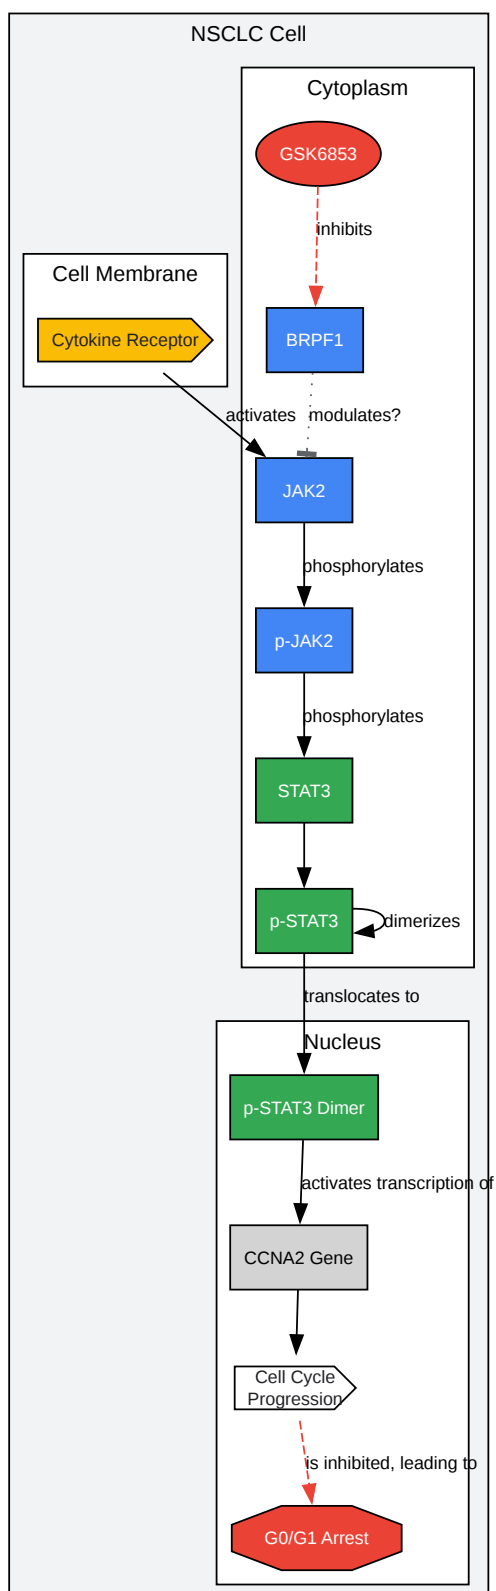 NSCLC Cell
Cytoplasm
GSK6853
inhibits
Cell Membrane
Cytokine Receptor
BRPF1
activates
modulates?
JAK2
phosphorylates
p-JAK2
phosphorylates
STAT3
p-STAT3
dimerizes
translocates to
Nucleus
p-STAT3 Dimer
activates transcription of
CCNA2 Gene
Cell Cycle
Progression
is inhibited, leading to
G0/G1 Arrest